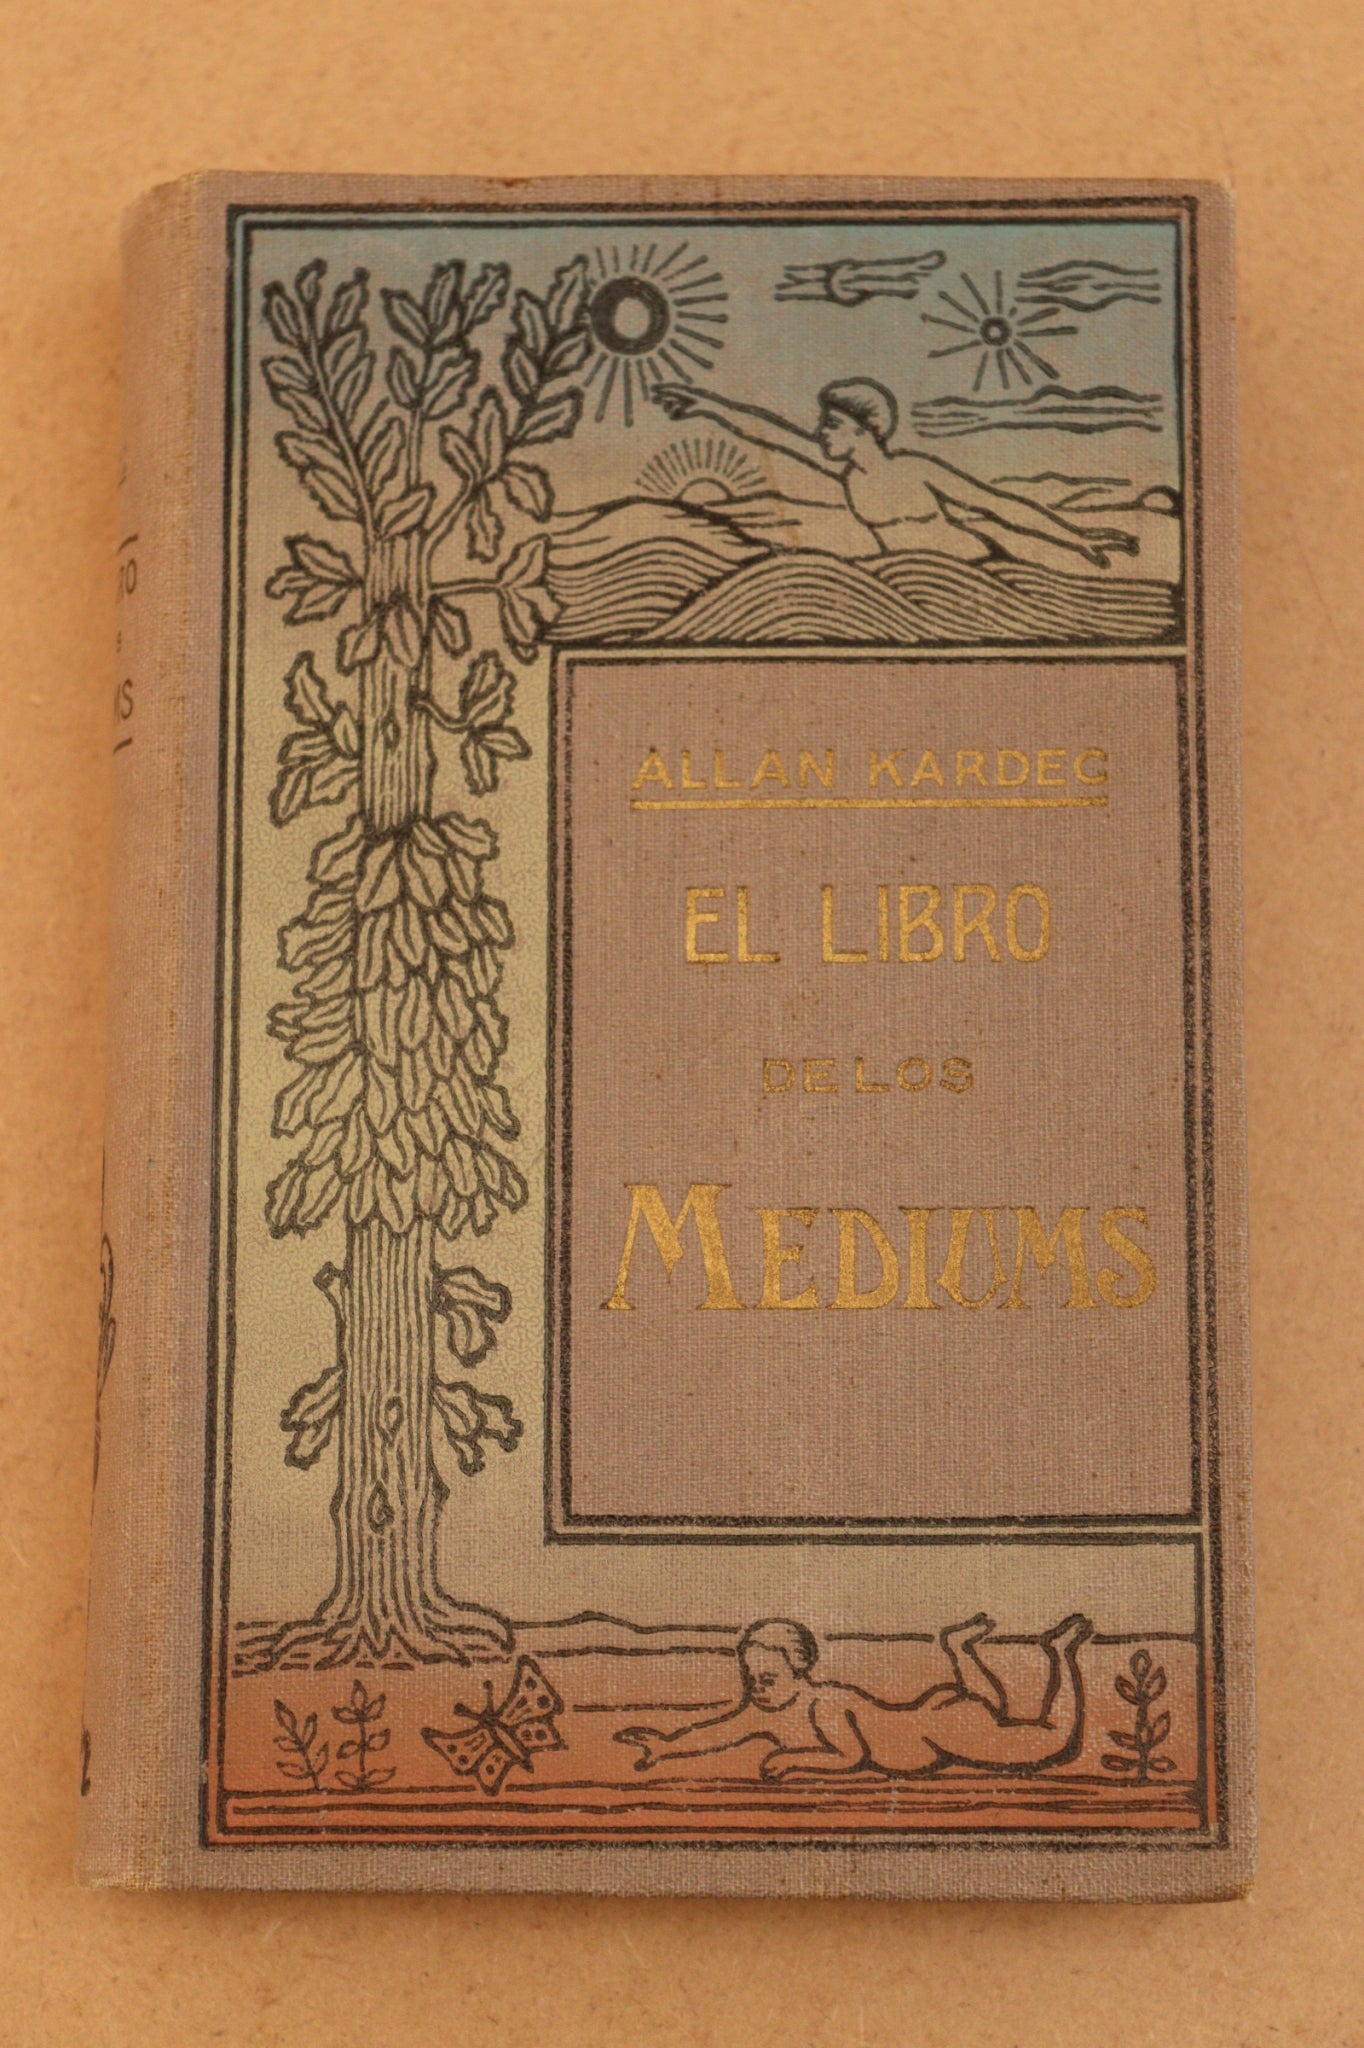 ALLAN KARDEC
EL LIBRO
DE LOS
MEDIUMS